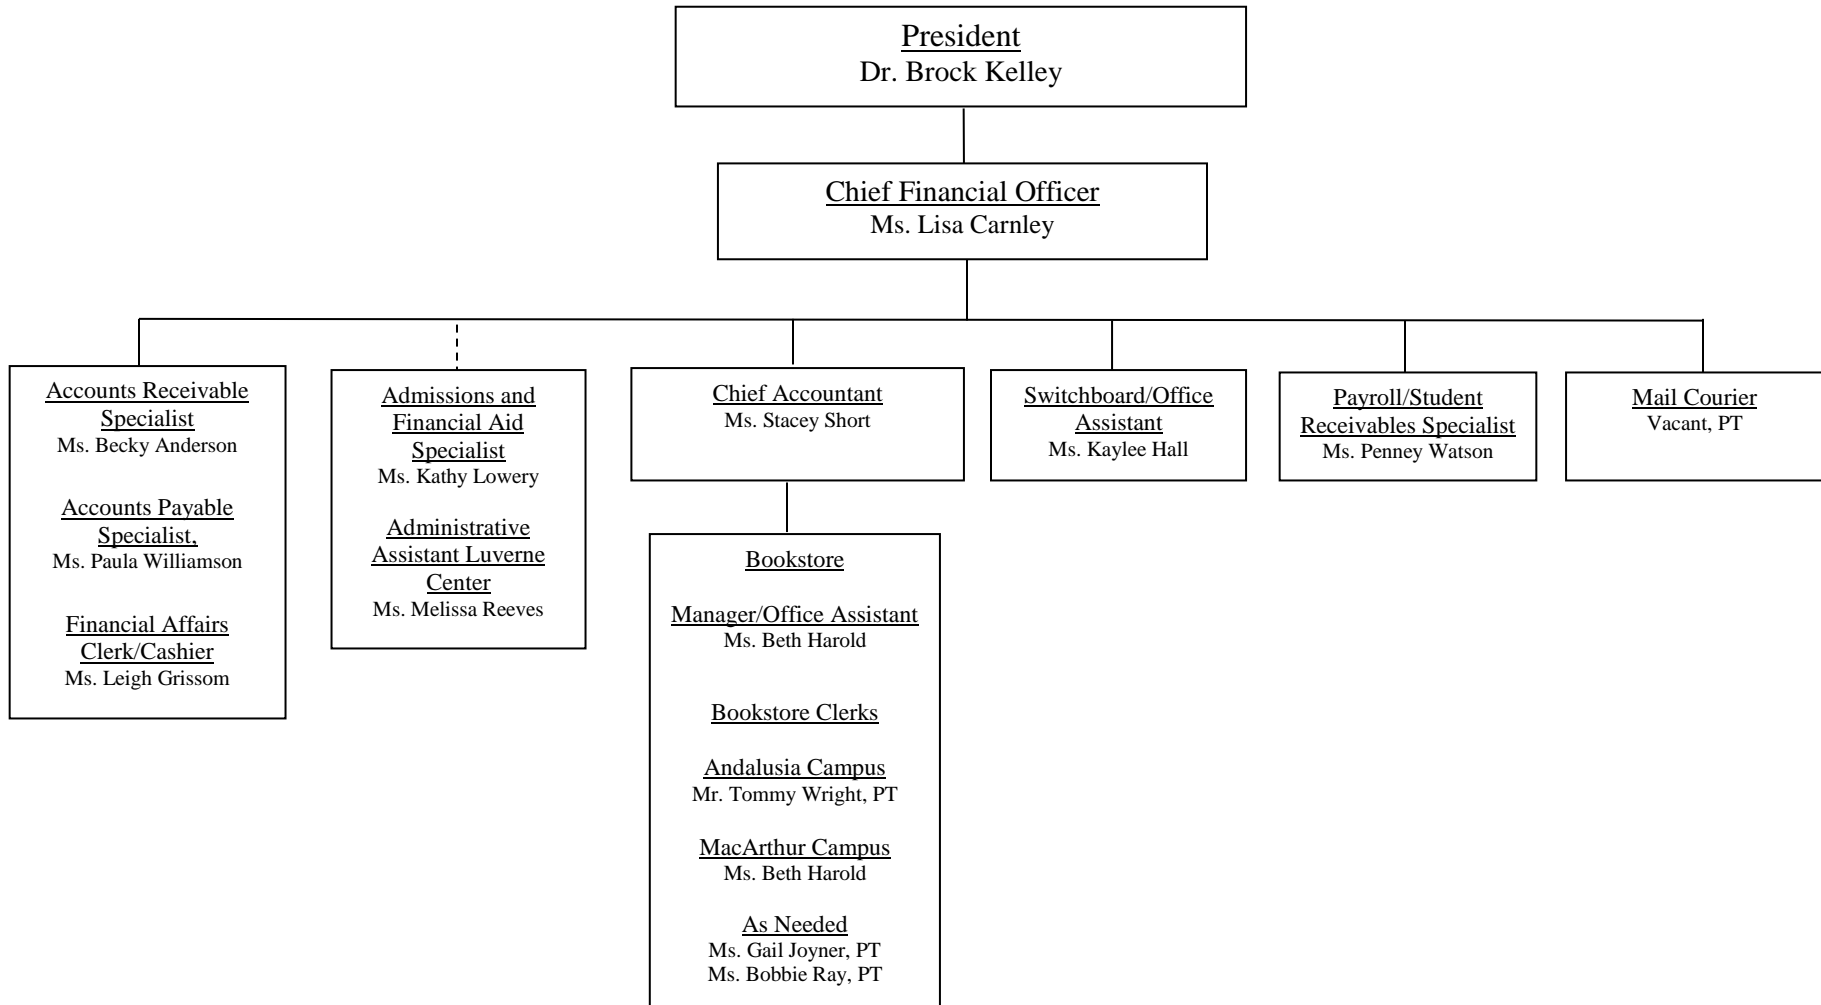 President
Dr. Brock Kelley
Chief Financial Officer
Ms. Lisa Carnley
Accounts Receivable
Specialist
Ms. Becky Anderson
Accounts Payable
Specialist,
Ms. Paula Williamson
Financial Affairs
Clerk/Cashier
Ms. Leigh Grissom
Admissions and
Financial Aid
Specialist
Ms. Kathy Lowery
Administrative
Assistant Luverne
Center
Ms. Melissa Reeves
Chief Accountant
Ms. Stacey Short
Bookstore
Manager/Office Assistant
Ms. Beth Harold
Bookstore Clerks
Andalusia Campus
Mr. Tommy Wright, PT
MacArthur Campus
Ms. Beth Harold
As Needed
Ms. Gail Joyner, PT
Ms. Bobbie Ray, PT
Switchboard/Office
Assistant
Ms. Kaylee Hall
Payroll/Student
Receivables Specialist
Ms. Penney Watson
Mail Courier
Vacant, PT